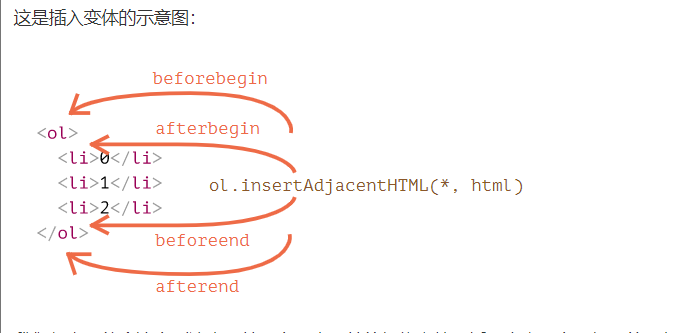 这是插入变体的示意图：
beforebegin
<ol>
afterbegin
<li>0</li>
<li>1</li>
ol.insertAdjacentHTML(*, html)
<li>2</li>
</ol>
beforeend
afterend